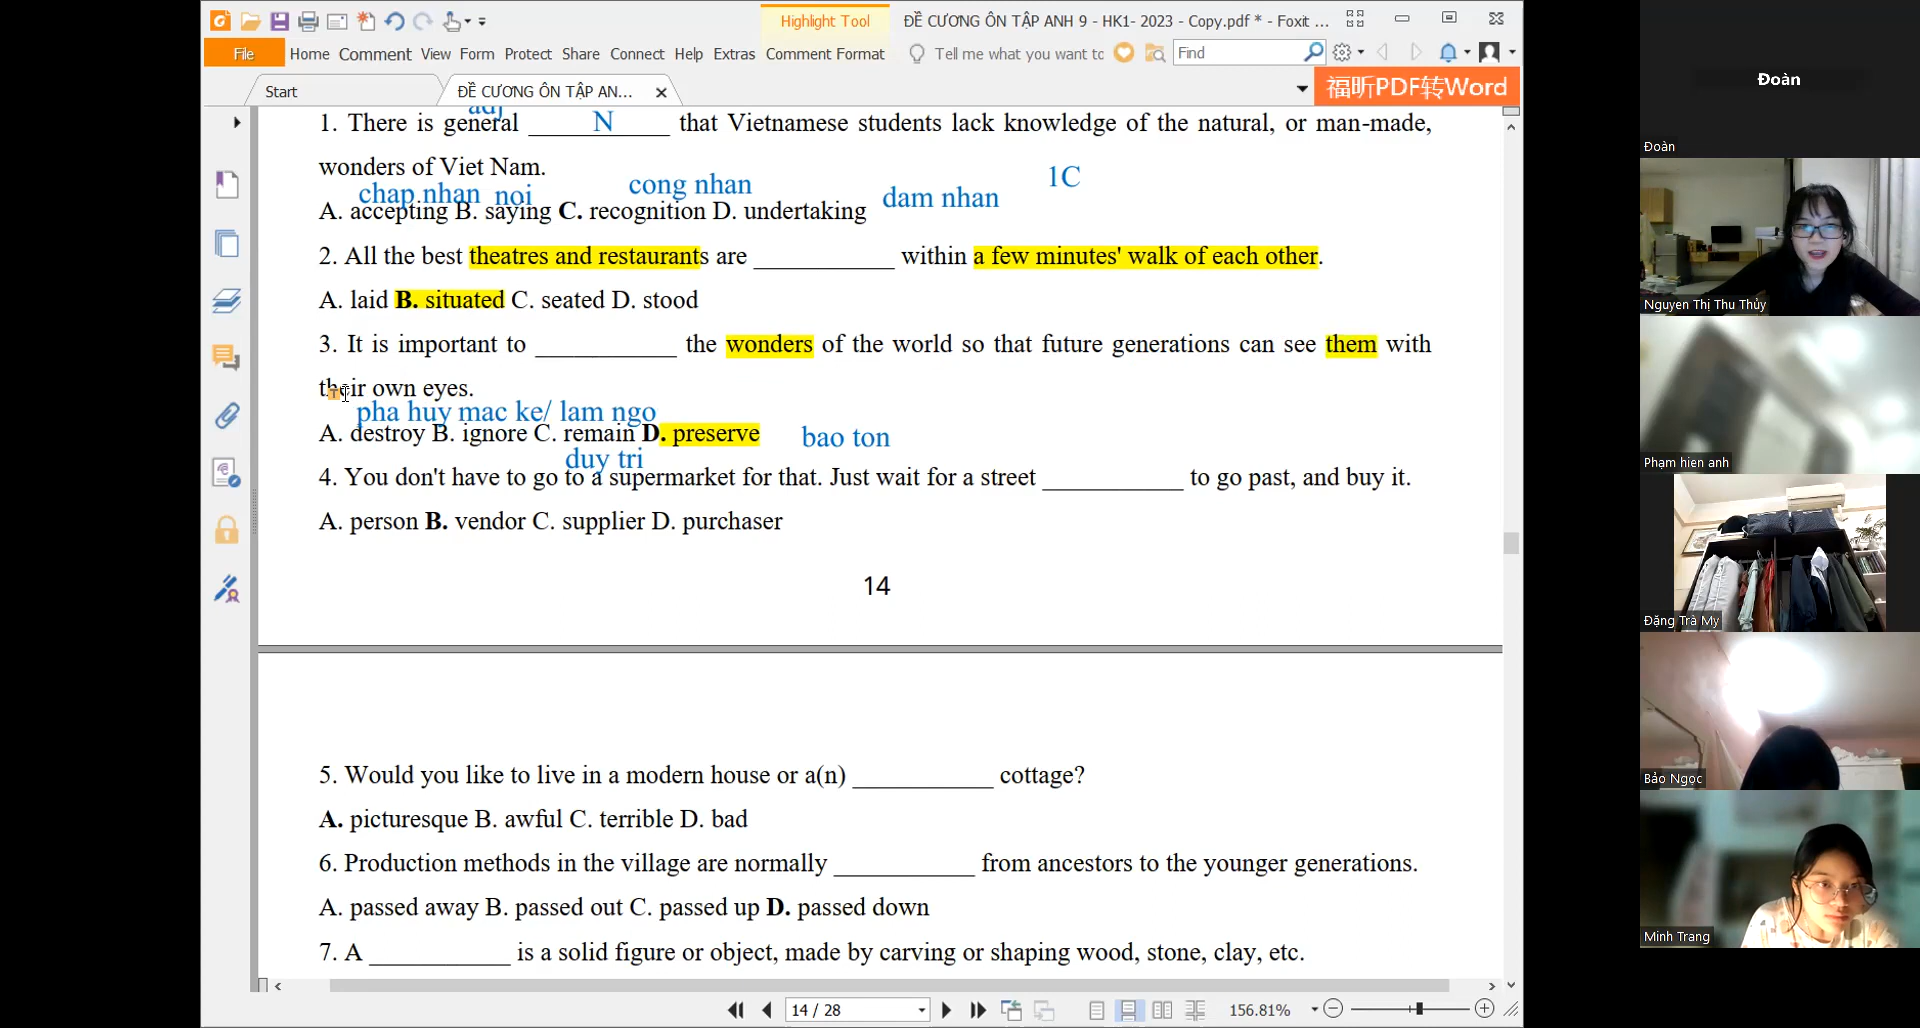 Highlight Tool
ĐỀ CƯƠNG ÔN TẬP ANH 9 - HK1- 2023 - Copy.pdf * - Foxit ...
File Home Comment View Form Protect Share Connect Help Extras Comment Format Tell me what you want to Find
Start
ĐỀ CƯƠNG ÔN TẬP AN...
福昕PDF转Word
adj
1. There is general ___________ that Vietnamese students lack knowledge of the natural, or man-made,
N
wonders of Viet Nam.
chap nhan noi cong nhan dam nhan 1C
A. accepting B. saying C. recognition D. undertaking
2. All the best theatres and restaurants are ___________ within a few minutes' walk of each other.
A. laid B. situated C. seated D. stood
3. It is important to ___________ the wonders of the world so that future generations can see them with
their own eyes.
pha huy mac ke/ lam ngo
A. destroy B. ignore C. remain D. preserve
bao ton
duy tri
4. You don't have to go to a supermarket for that. Just wait for a street ___________ to go past, and buy it.
A. person B. vendor C. supplier D. purchaser
14
5. Would you like to live in a modern house or a(n) ___________ cottage?
A. picturesque B. awful C. terrible D. bad
6. Production methods in the village are normally ___________ from ancestors to the younger generations.
A. passed away B. passed out C. passed up D. passed down
7. A ___________ is a solid figure or object, made by carving or shaping wood, stone, clay, etc.
14 / 28
156.81%
Đoàn
Đoàn
Nguyen Thị Thu Thủy
Phạm hien anh
Đặng Trà My
Bảo Ngọc
Minh Trang